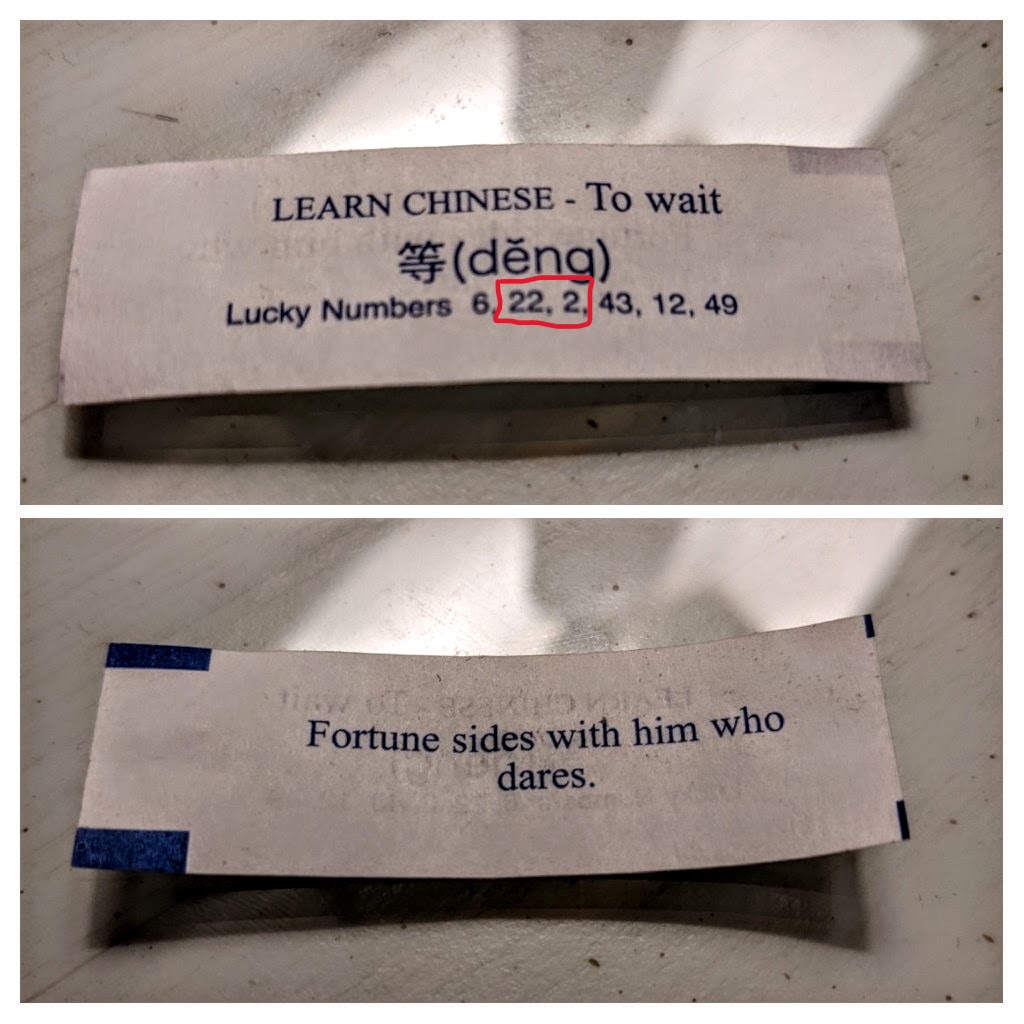 LEARN CHINESE - To wait
等(děng)
Lucky Numbers 6, 22, 2, 43, 12, 49
Fortune sides with him who
dares.